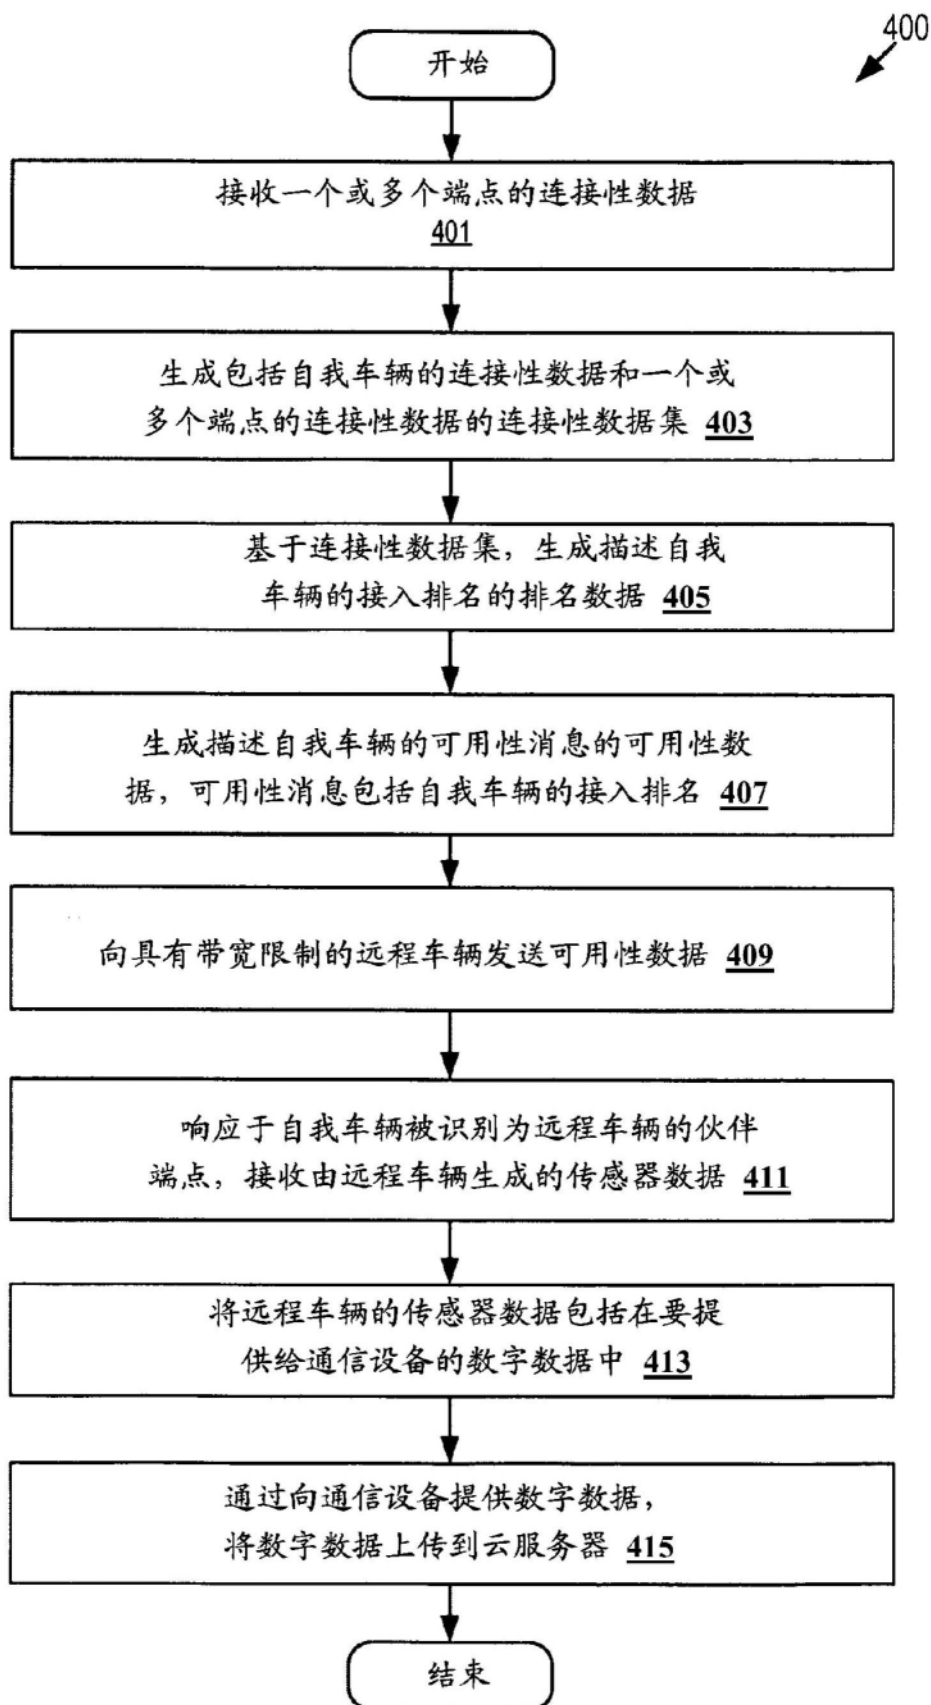 400
开始
接收一个或多个端点的连接性数据
401
生成包括自我车辆的连接性数据和一个或
多个端点的连接性数据的连接性数据集 403
基于连接性数据集，生成描述自我
车辆的接入排名的排名数据 405
生成描述自我车辆的可用性消息的可用性数
据，可用性消息包括自我车辆的接入排名 407
向具有带宽限制的远程车辆发送可用性数据 409
响应于自我车辆被识别为远程车辆的伙伴
端点，接收由远程车辆生成的传感器数据 411
将远程车辆的传感器数据包括在要提
供给通信设备的数字数据中 413
通过向通信设备提供数字数据，
将数字数据上传到云服务器 415
结束